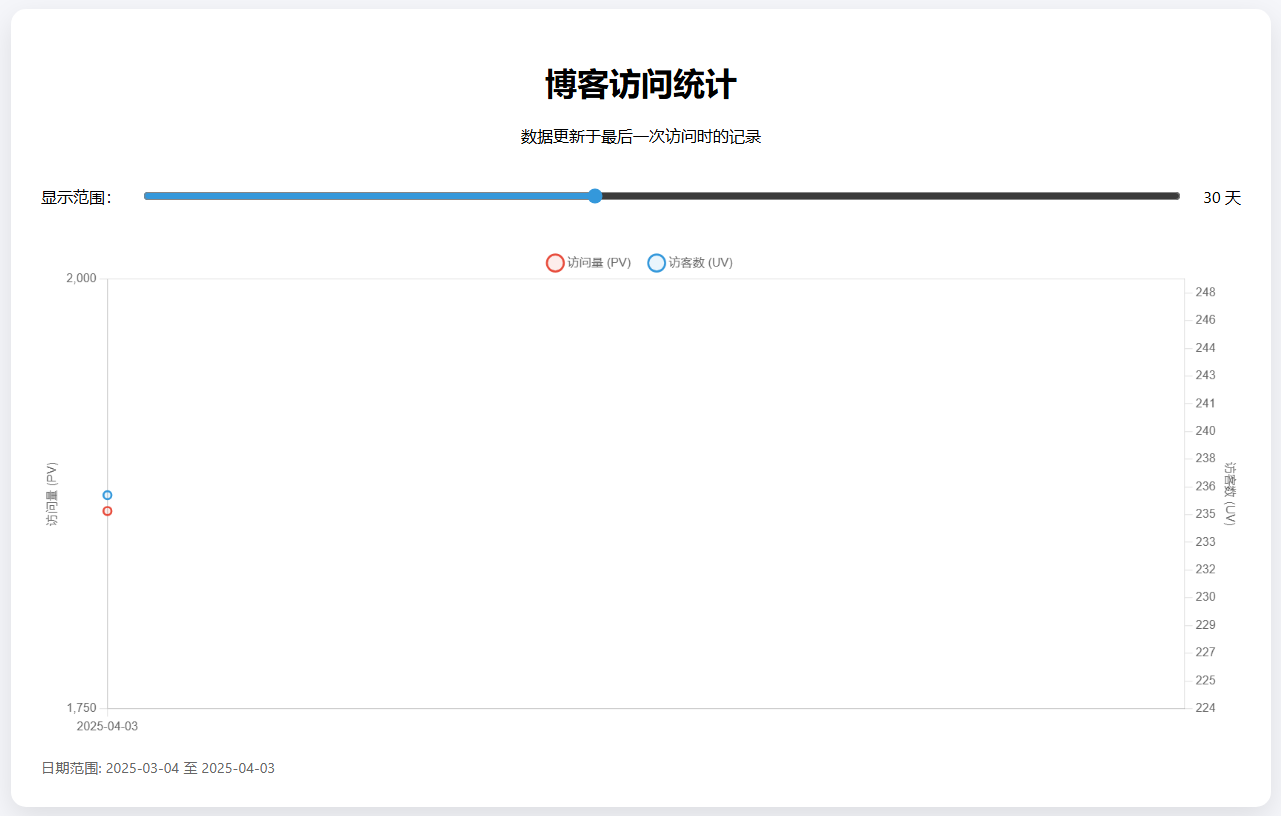 博客访问统计
数据更新于最后一次访问时的记录
显示范围：
30 天
访问量 (PV) 访客数 (UV)
2,000
1,750
访问量 (PV)
248
246
244
243
241
240
238
236
235
233
232
230
229
227
225
224
访客数 (UV)
2025-04-03
日期范围: 2025-03-04 至 2025-04-03